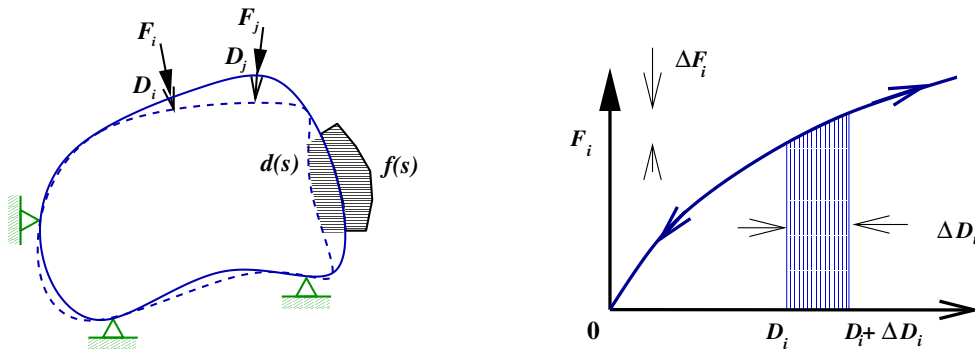 F_i
F_j
D_i
D_j
d(s)
f(s)
ΔF_i
F_i
ΔD_i
0
D_i
D_i + ΔD_i